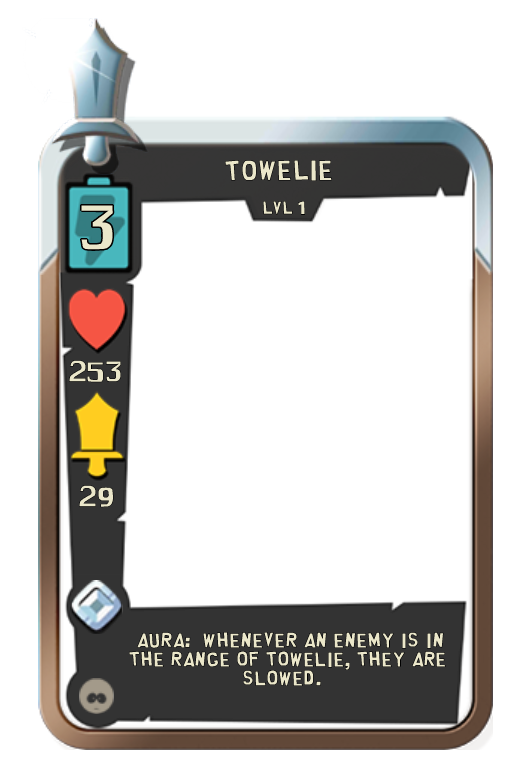 TOWELIE
LVL 1
3
253
29
AURA: WHENEVER AN ENEMY IS IN
THE RANGE OF TOWELIE, THEY ARE
SLOWED.